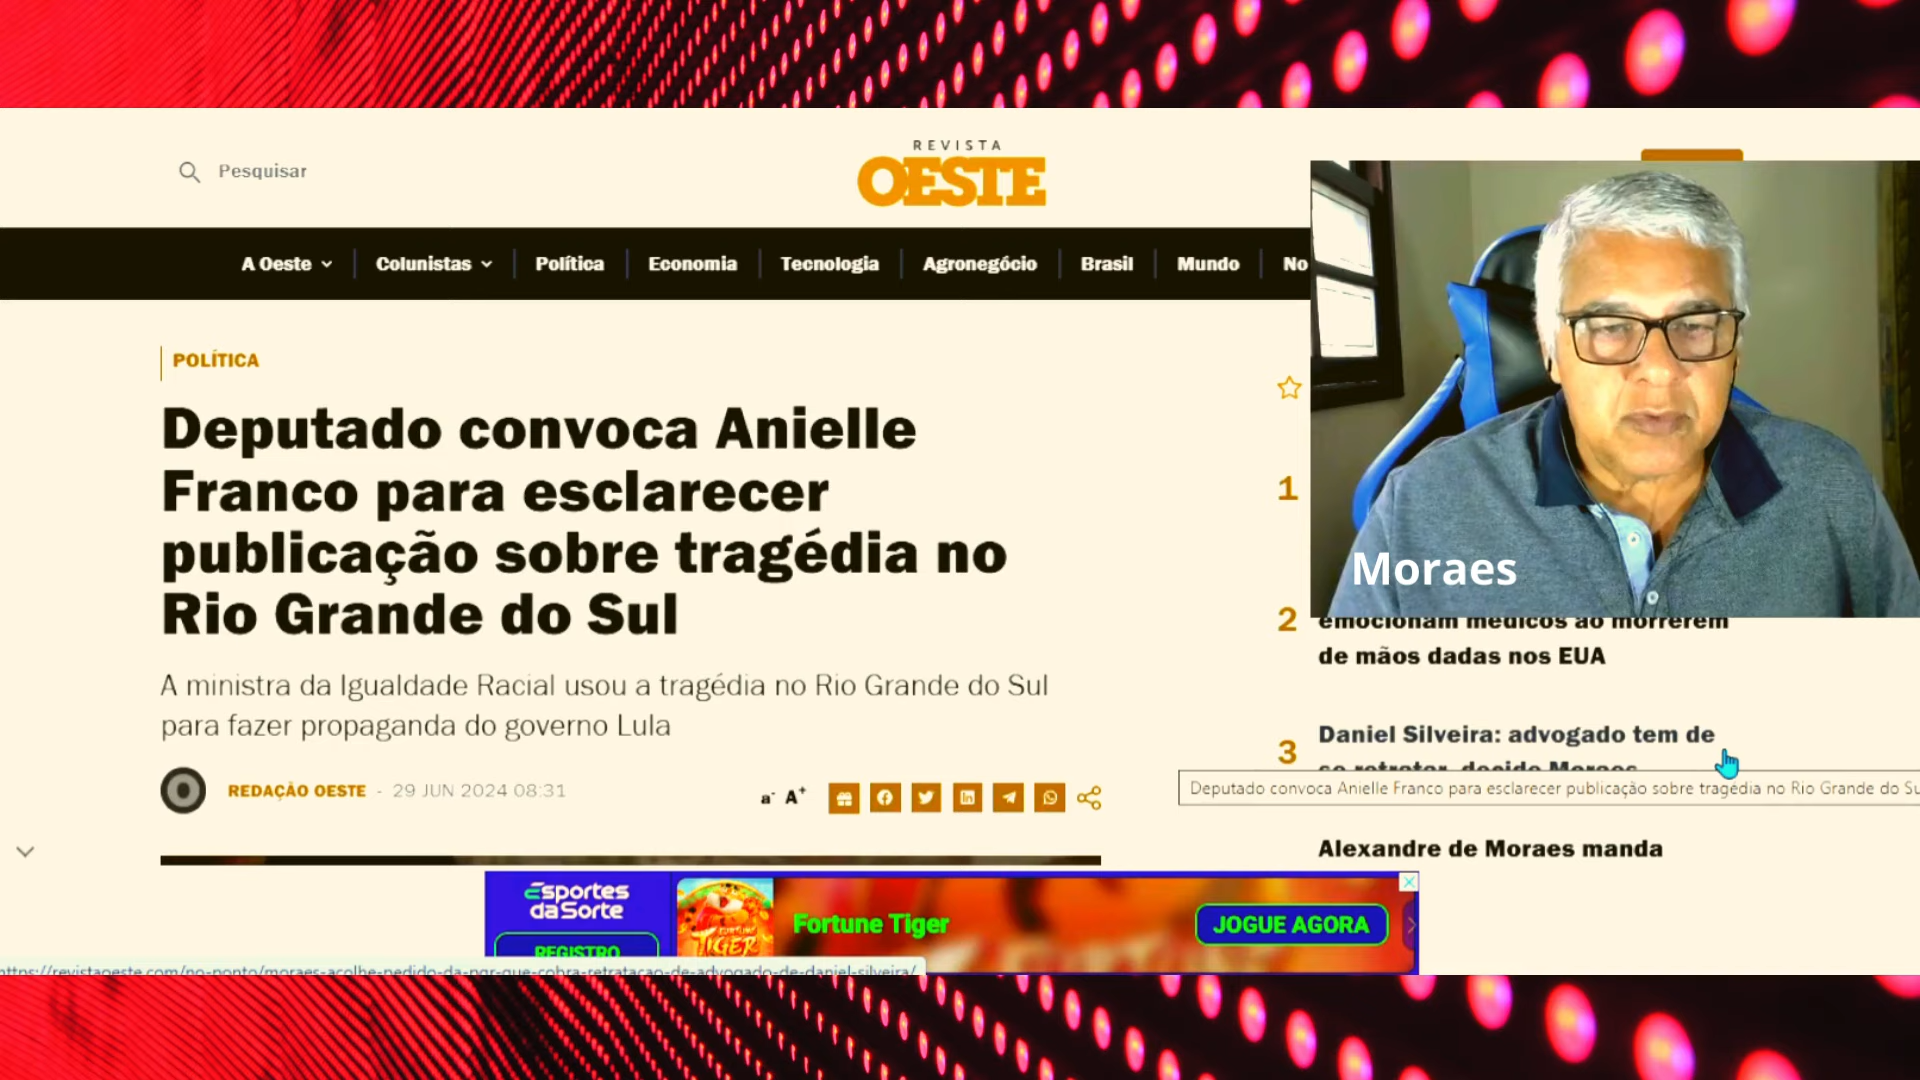 REVISTA
OESTE
Pesquisar
A Oeste
Colunistas
Política
Economia
Tecnologia
Agronegócio
Brasil
Mundo
No
POLÍTICA
Deputado convoca Anielle
Franco para esclarecer
publicação sobre tragédia no
Rio Grande do Sul
A ministra da Igualdade Racial usou a tragédia no Rio Grande do Sul
para fazer propaganda do governo Lula
REDAÇÃO OESTE - 29 JUN 2024 08:31
a- A+
Moraes
1
2
emocionam médicos ao morrerem
de mãos dadas nos EUA
3
Daniel Silveira: advogado tem de
se retratar, decide Moraes
Deputado convoca Anielle Franco para esclarecer publicação sobre tragédia no Rio Grande do Su
Alexandre de Moraes manda
Esportes
daSorte
REGISTRO
FORTUNE
TIGER
Fortune Tiger
JOGUE AGORA
https://revistaoeste.com/no-ponto/moraes-acolhe-pedido-da-pgr-que-cobra-retratacao-de-advogado-de-daniel-silveira/